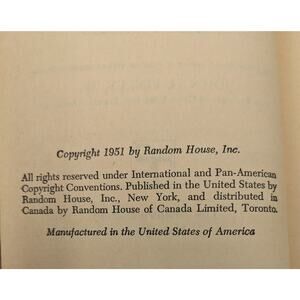 Copyright 1951 by Random House, Inc.
All rights reserved under International and Pan-American
Copyright Conventions. Published in the United States by
Random House, Inc., New York, and distributed in
Canada by Random House of Canada Limited, Toronto.
Manufactured in the United States of America